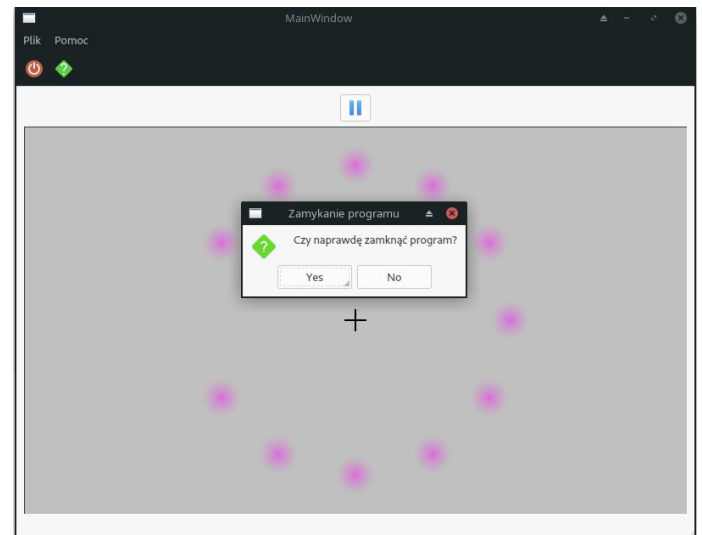 MainWindow
Plik Pomoc
Zamykanie programu
Czy naprawdę zamknąć program?
Yes No